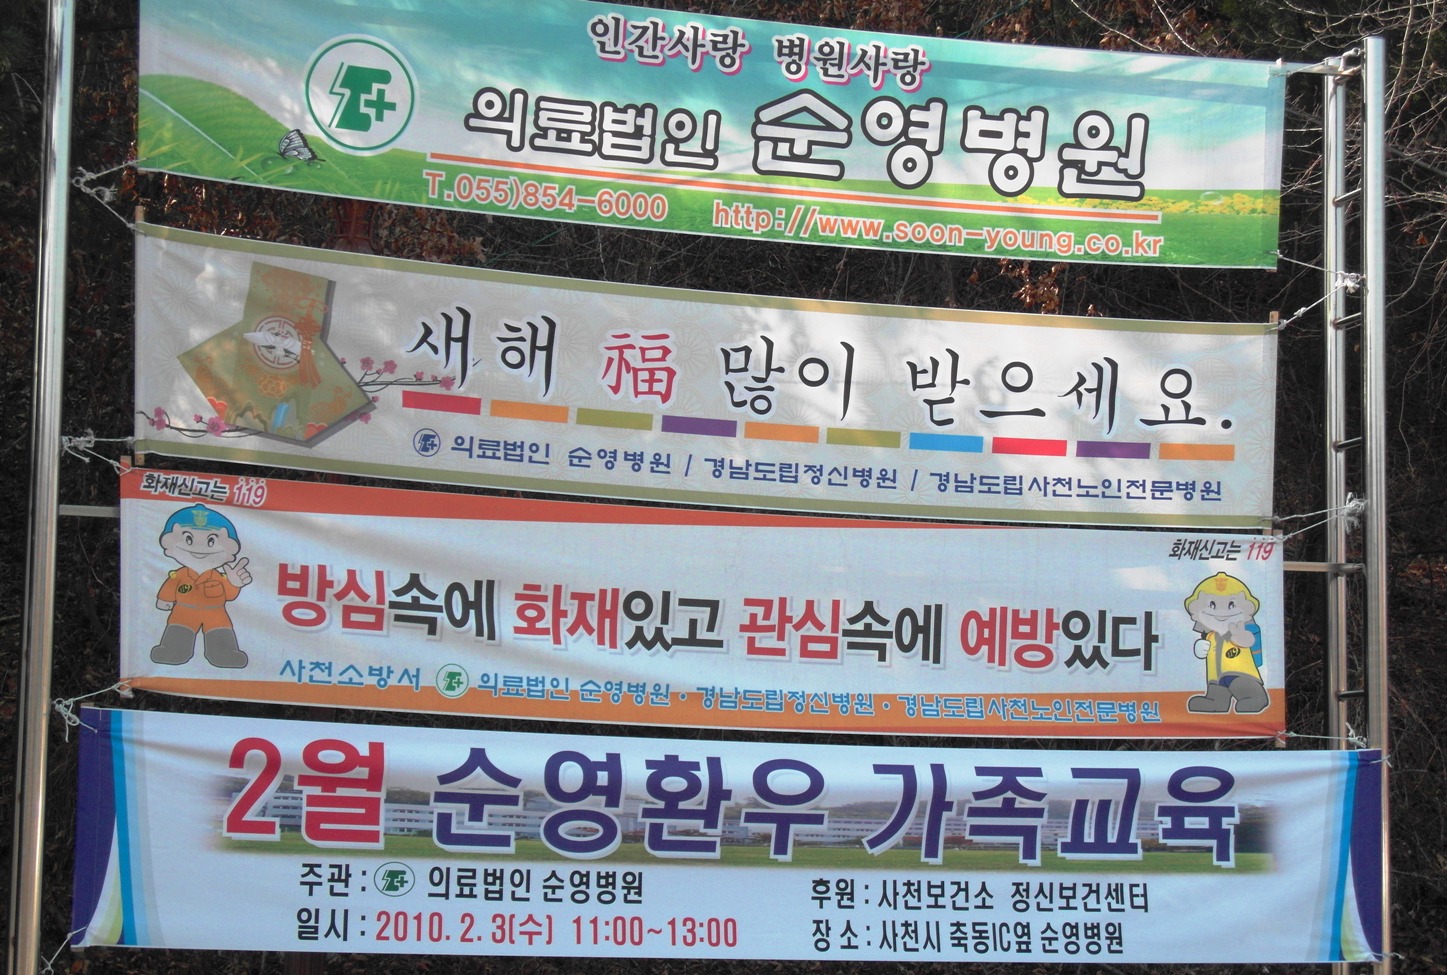 인간사랑 병원사랑
의료법인 순영병원
T.055)854-6000 http://www.soon-young.co.kr
새해 福 많이 받으세요.
의료법인 순영병원 / 경남도립정신병원 / 경남도립사천노인전문병원
화재신고는 119
화재신고는 119
방심속에 화재있고 관심속에 예방있다
사천소방서 의료법인 순영병원 · 경남도립정신병원 · 경남도립사천노인전문병원
2월 순영환우 가족교육
주관 : 의료법인 순영병원 후원 : 사천보건소 정신보건센터
일시 : 2010. 2. 3(수) 11:00~13:00 장소 : 사천시 축동IC옆 순영병원